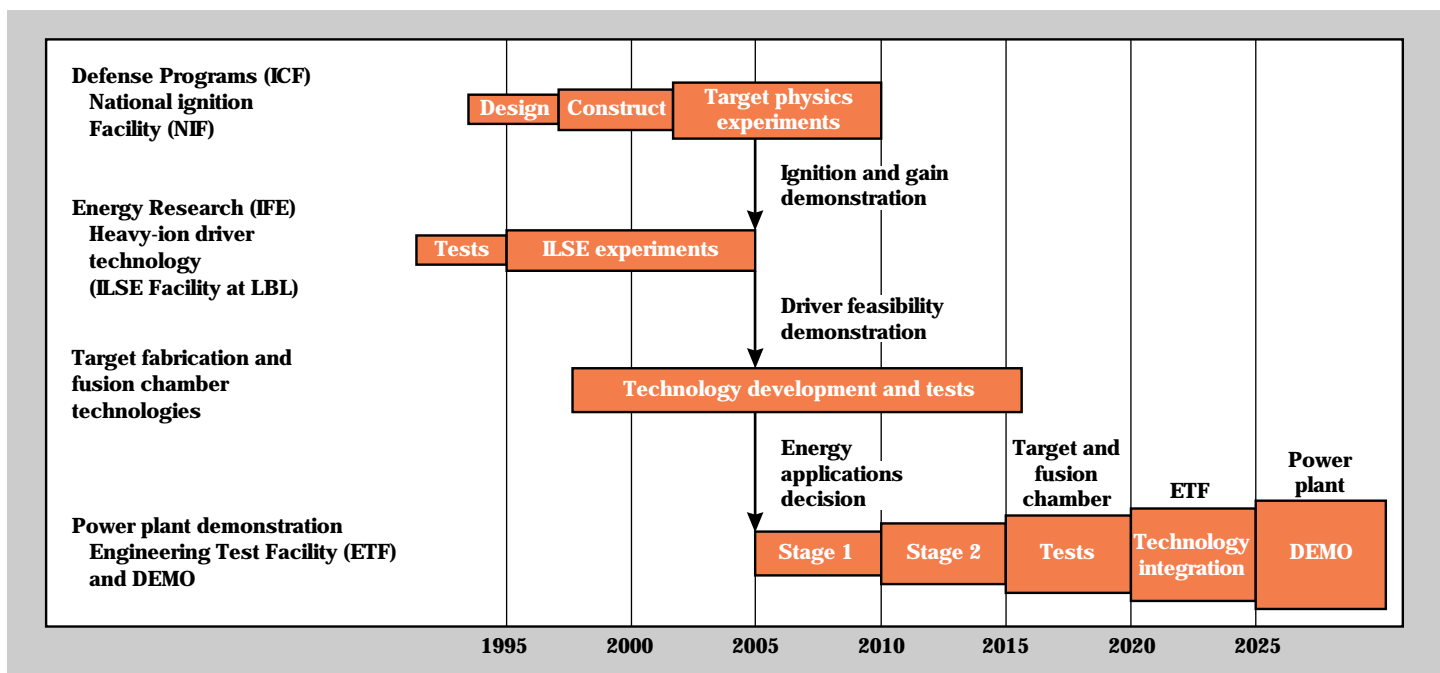 Defense Programs (ICF)
National ignition
Facility (NIF)
Design
Construct
Target physics
experiments
Ignition and gain
demonstration
Energy Research (IFE)
Heavy-ion driver
technology
(ILSE Facility at LBL)
Tests
ILSE experiments
Driver feasibility
demonstration
Target fabrication and
fusion chamber
technologies
Technology development and tests
Energy
applications
decision
Target and
fusion
chamber
ETF
Power
plant
Power plant demonstration
Engineering Test Facility (ETF)
and DEMO
Stage 1
Stage 2
Tests
Technology
integration
DEMO
1995 2000 2005 2010 2015 2020 2025